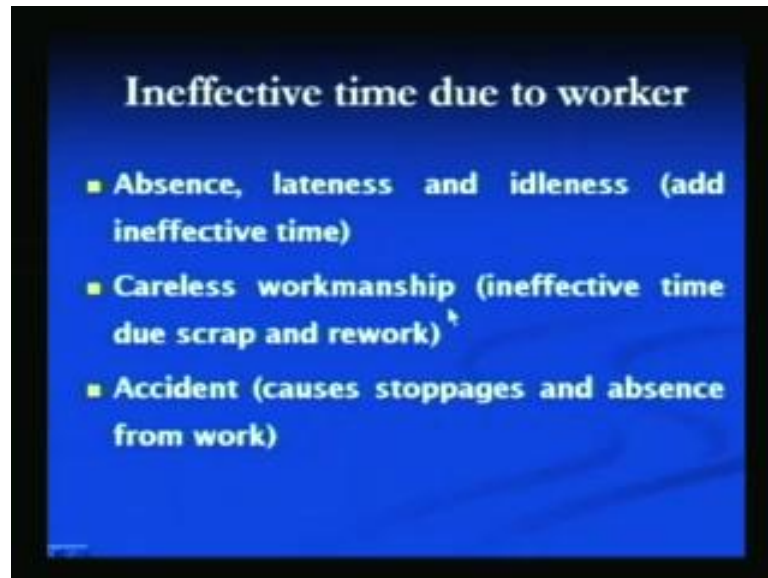 Ineffective time due to worker
Absence, lateness and idleness (add
ineffective time)
Careless workmanship (ineffective time
due scrap and rework)
Accident (causes stoppages and absence
from work)